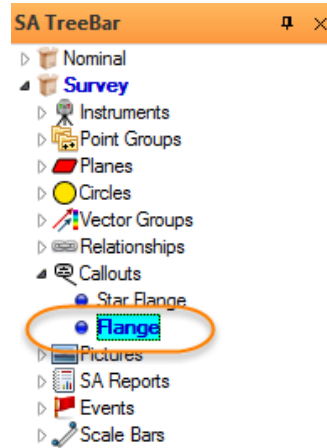 SA TreeBar
Nominal
Survey
Instruments
Point Groups
Planes
Circles
Vector Groups
Relationships
Callouts
Star Flange
Flange
Pictures
SA Reports
Events
Scale Bars